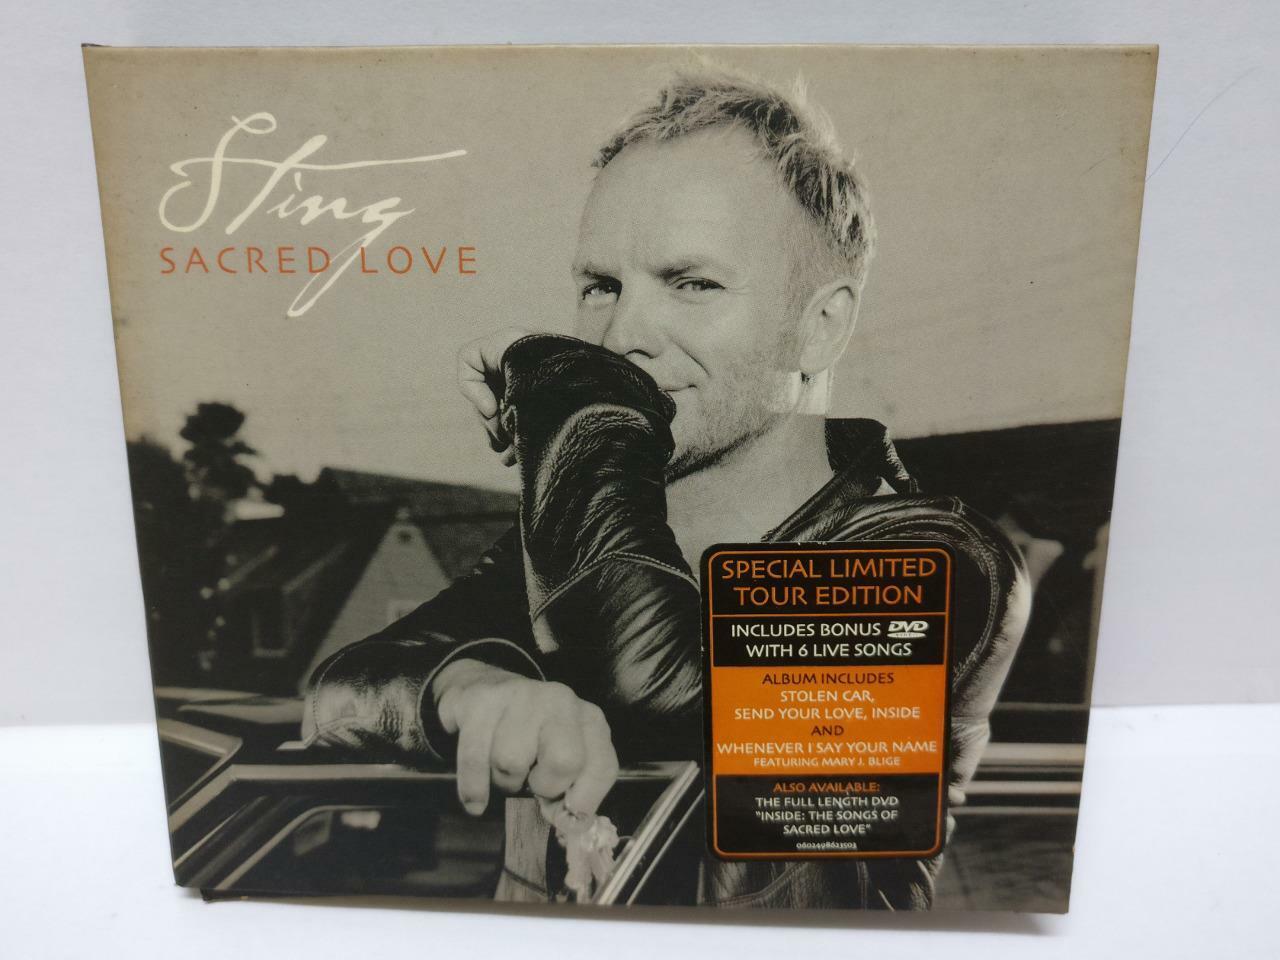 Sting
SACRED LOVE
SPECIAL LIMITED
TOUR EDITION
INCLUDES BONUS DVD
WITH 6 LIVE SONGS
ALBUM INCLUDES
STOLEN CAR,
SEND YOUR LOVE, INSIDE
AND
WHENEVER I SAY YOUR NAME
FEATURING MARY J. BLIGE
ALSO AVAILABLE:
THE FULL LENGTH DVD
"INSIDE: THE SONGS OF
SACRED LOVE"
0602498623503